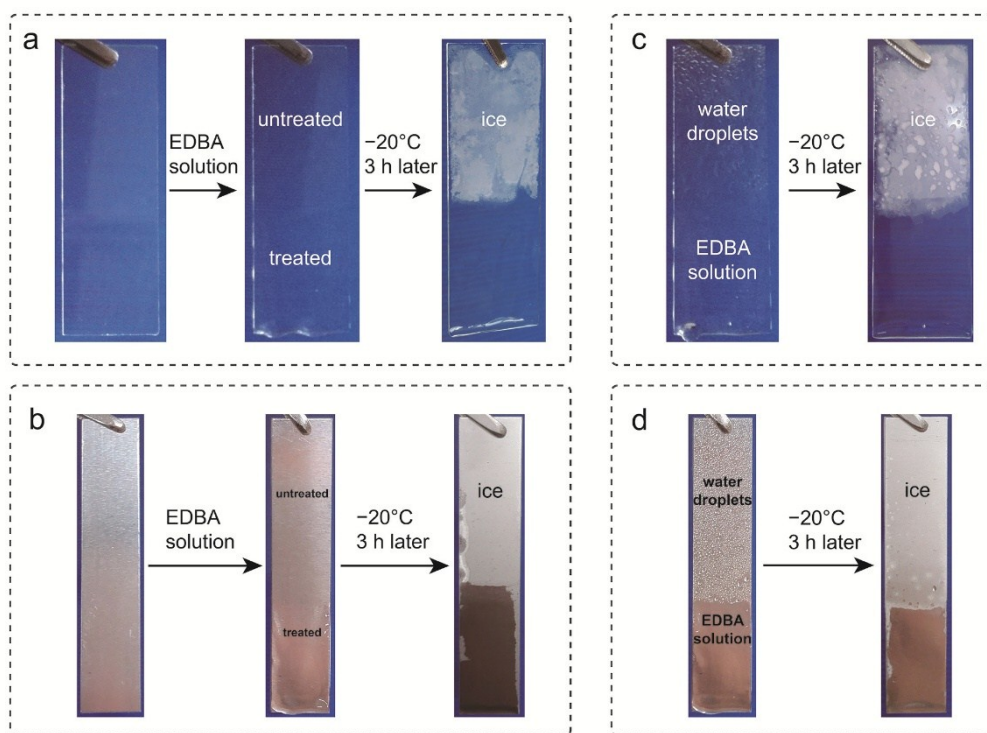 a
EDBA
solution
untreated
treated
−20°C
3 h later
ice
c
water
droplets
EDBA
solution
−20°C
3 h later
ice
b
EDBA
solution
untreated
treated
−20°C
3 h later
ice
d
water
droplets
EDBA
solution
−20°C
3 h later
ice